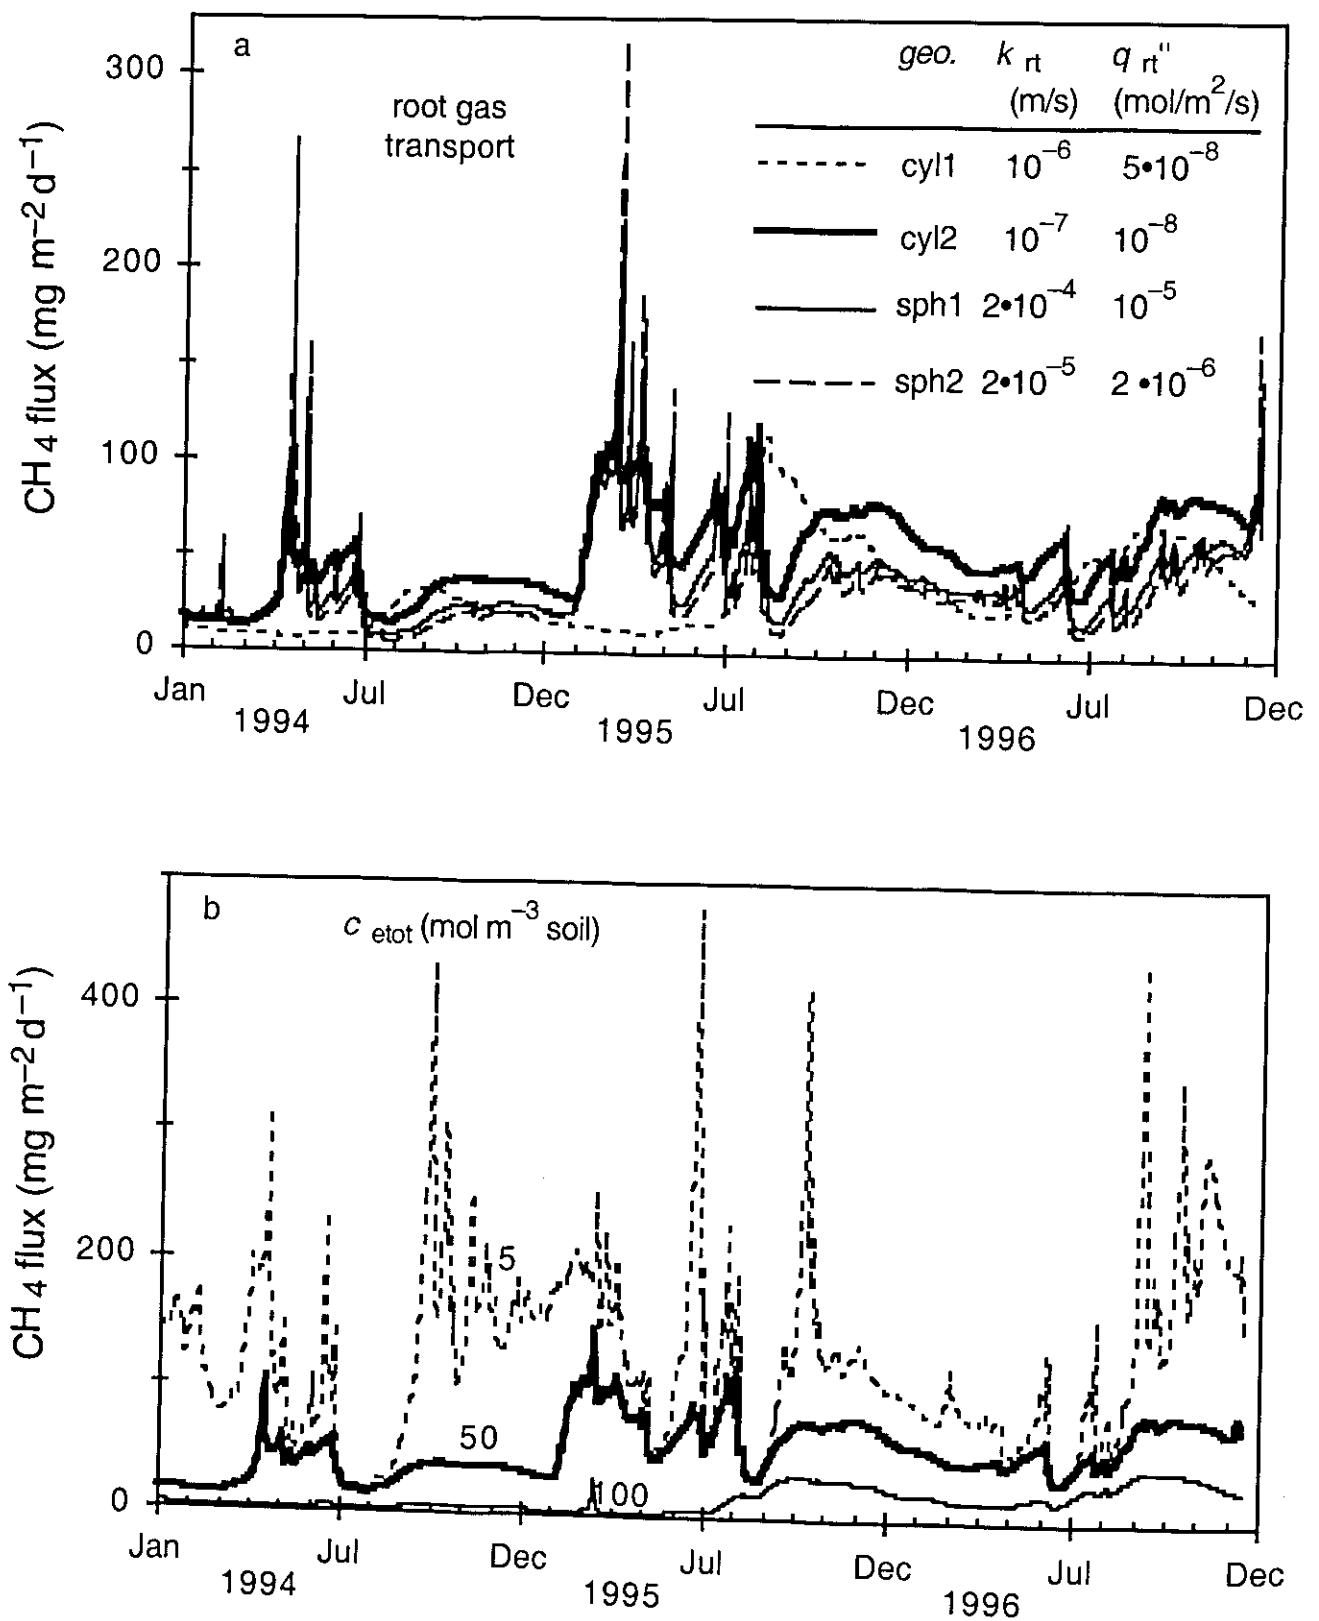 a
root gas
transport
geo. k rt q rt"
(m/s) (mol/m²/s)
cyl1 10⁻⁶ 5•10⁻⁸
cyl2 10⁻⁷ 10⁻⁸
sph1 2•10⁻⁴ 10⁻⁵
sph2 2•10⁻⁵ 2•10⁻⁶
CH₄ flux (mg m⁻² d⁻¹)
300
200
100
0
Jan Jul Dec Jul Dec Jul Dec
1994 1995 1996
b
c etot (mol m⁻³ soil)
CH₄ flux (mg m⁻² d⁻¹)
400
200
0
5
50
100
Jan Jul Dec Jul Dec Jul Dec
1994 1995 1996